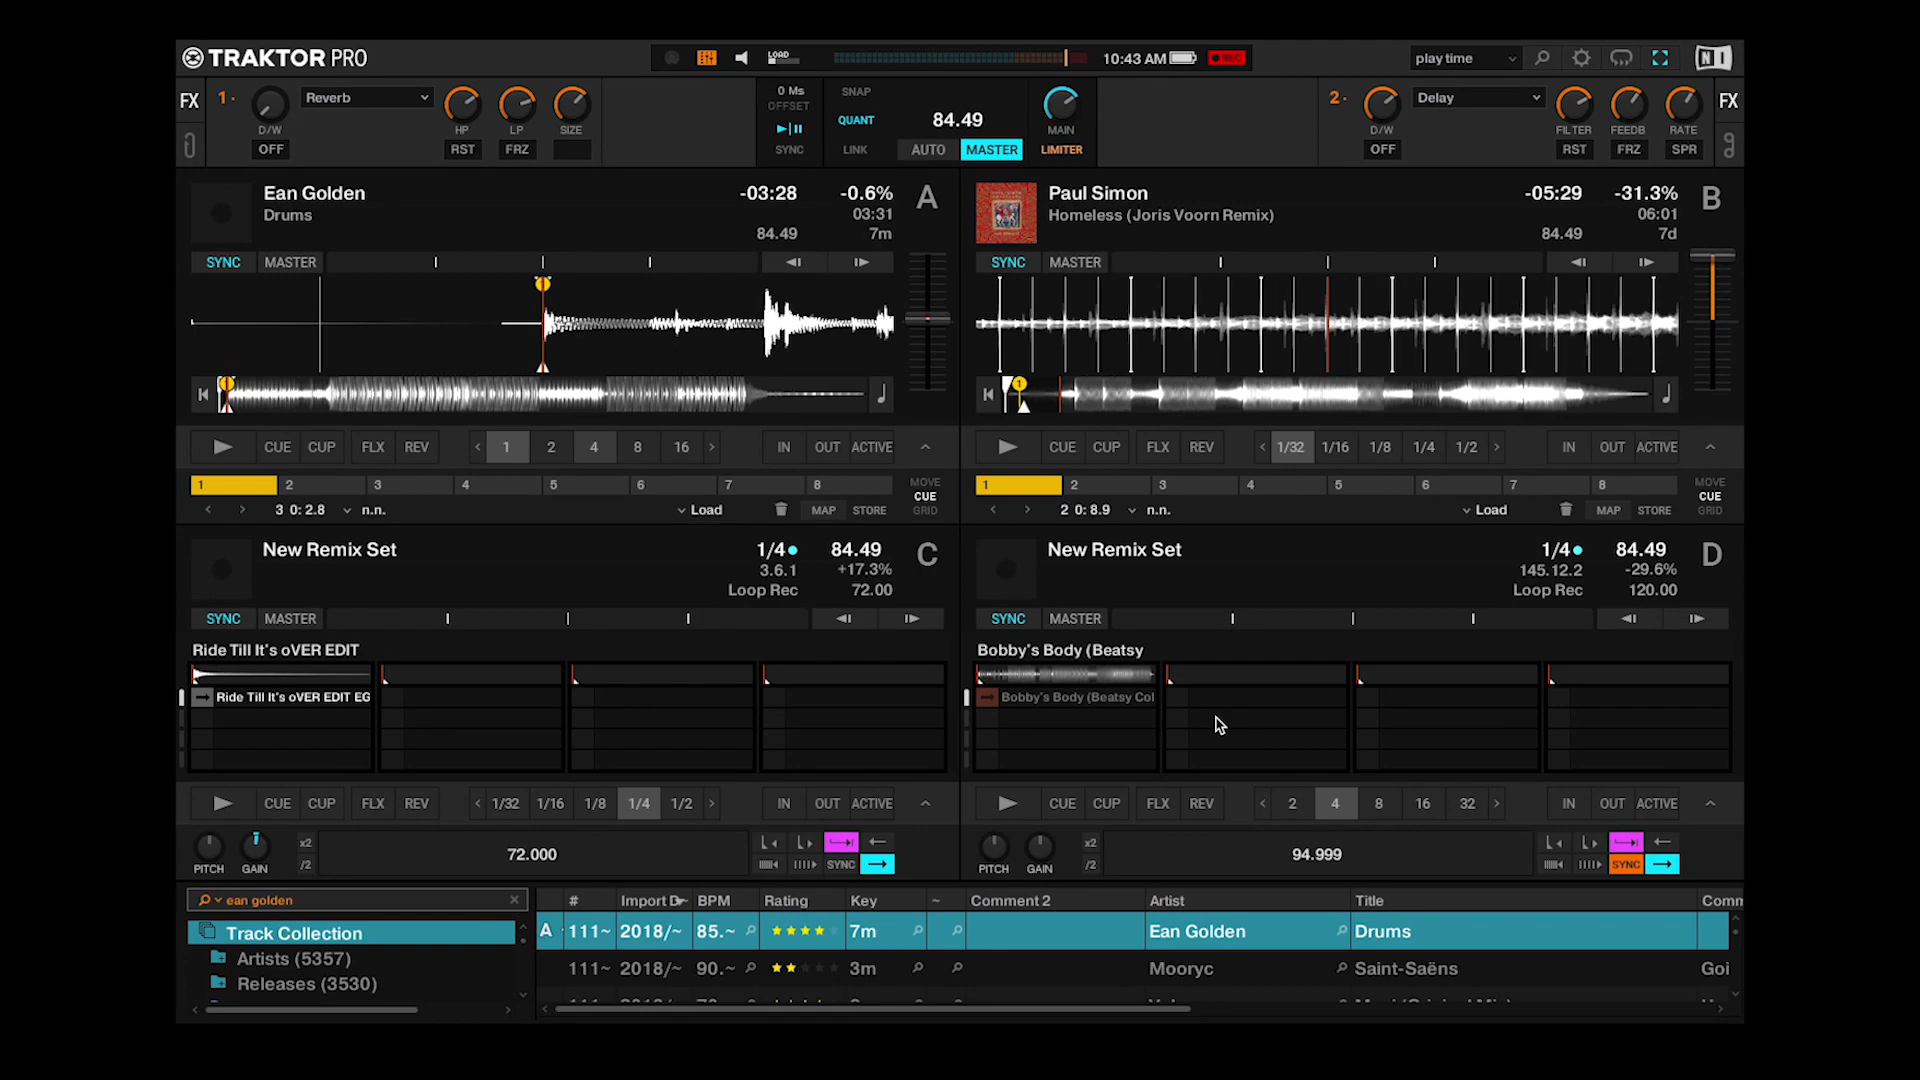 TRAKTOR PRO
LOAD
10:43 AM
REC
play time
NI
FX
1
Reverb
D/W
HP
LP
SIZE
OFF
RST
FRZ
0 Ms
OFFSET
SYNC
SNAP
QUANT
LINK
84.49
AUTO
MASTER
MAIN
LIMITER
2
Delay
D/W
FILTER
FEEDB
RATE
OFF
RST
FRZ
SPR
FX
Ean Golden
Drums
-03:28
-0.6%
03:31
84.49
7m
A
SYNC
MASTER
1
1
CUE
CUP
FLX
REV
1
2
4
8
16
IN
OUT
ACTIVE
1
2
3
4
5
6
7
8
MOVE
CUE
GRID
3 0: 2.8
n.n.
Load
MAP
STORE
Paul Simon
Homeless (Joris Voorn Remix)
-05:29
-31.3%
06:01
84.49
7d
B
SYNC
MASTER
1
CUE
CUP
FLX
REV
1/32
1/16
1/8
1/4
1/2
IN
OUT
ACTIVE
1
2
3
4
5
6
7
8
MOVE
CUE
GRID
2 0: 8.9
n.n.
Load
MAP
STORE
New Remix Set
1/4
84.49
3.6.1
+17.3%
Loop Rec
72.00
C
SYNC
MASTER
Ride Till It's oVER EDIT
Ride Till It's oVER EDIT EG
CUE
CUP
FLX
REV
1/32
1/16
1/8
1/4
1/2
IN
OUT
ACTIVE
PITCH
GAIN
x2
/2
72.000
SYNC
New Remix Set
1/4
84.49
145.12.2
-29.6%
Loop Rec
120.00
D
SYNC
MASTER
Bobby's Body (Beatsy
Bobby's Body (Beatsy Col
CUE
CUP
FLX
REV
2
4
8
16
32
IN
OUT
ACTIVE
PITCH
GAIN
x2
/2
94.999
SYNC
ean golden
Track Collection
Artists (5357)
Releases (3530)
# Import D~ BPM Rating Key ~ Comment 2 Artist Title Comm
A 111~ 2018/~ 85.~ 7m Ean Golden Drums
111~ 2018/~ 90.~ 3m Mooryc Saint-Saëns Goi